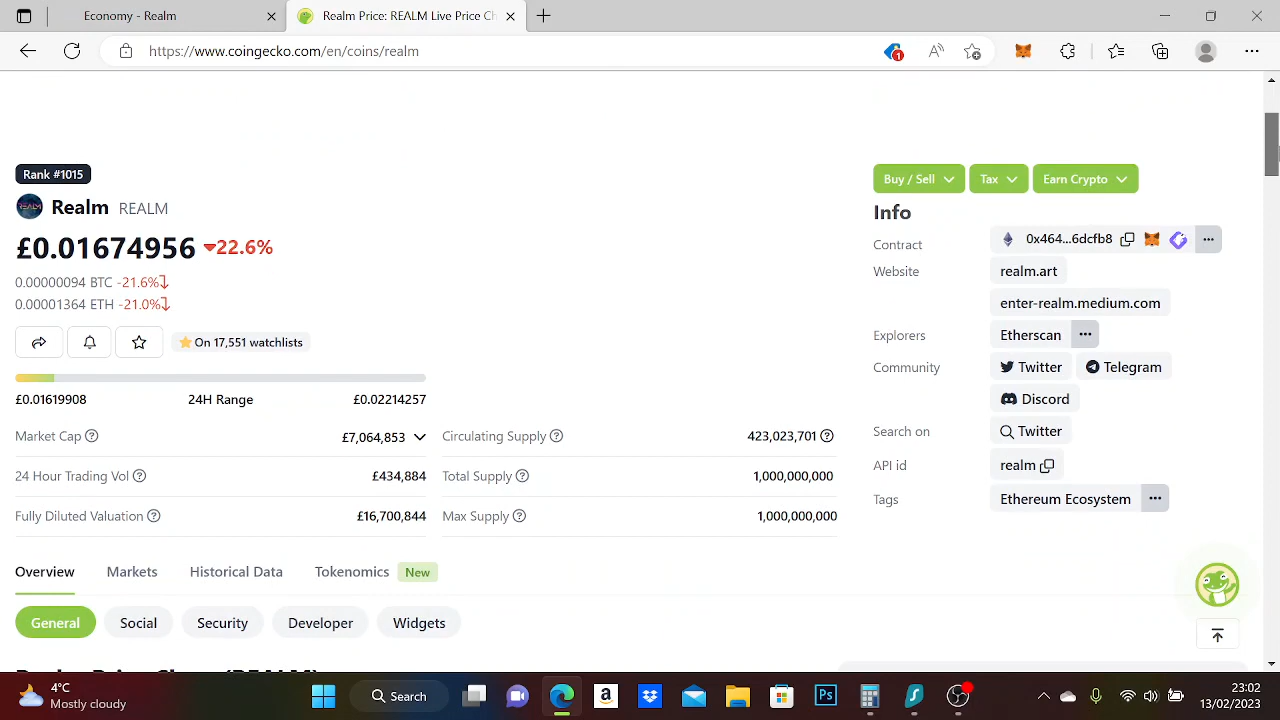 Economy - Realm
Realm Price: REALM Live Price Ch
https://www.coingecko.com/en/coins/realm
1
Rank #1015
Realm REALM
£0.01674956 22.6%
0.00000094 BTC -21.6%
0.00001364 ETH -21.0%
On 17,551 watchlists
£0.01619908 24H Range £0.02214257
Market Cap £7,064,853
24 Hour Trading Vol £434,884
Fully Diluted Valuation £16,700,844
Circulating Supply 423,023,701
Total Supply 1,000,000,000
Max Supply 1,000,000,000
Buy / Sell Tax Earn Crypto
Info
Contract 0x464...6dcfb8
Website realm.art
enter-realm.medium.com
Explorers Etherscan
Community Twitter Telegram
Discord
Search on Twitter
API id realm
Tags Ethereum Ecosystem
Overview Markets Historical Data Tokenomics New
General Social Security Developer Widgets
4°C
Mostly cloudy
Search
Ps
23:02
13/02/2023